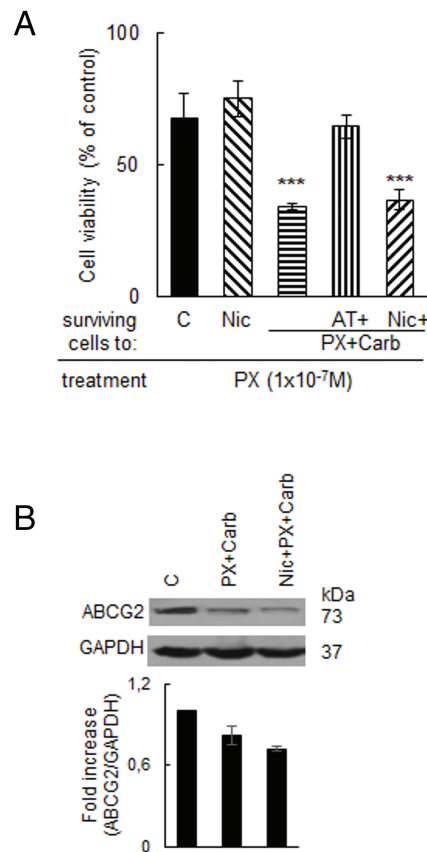 A
Cell viability (% of control)
100
50
0
***
***
surviving cells to:
C
Nic
AT+
Nic+
PX+Carb
treatment
PX (1x10⁻⁷M)
B
C
PX+Carb
Nic+PX+Carb
kDa
ABCG2
73
GAPDH
37
Fold increase
(ABCG2/GAPDH)
1,2
0,6
0